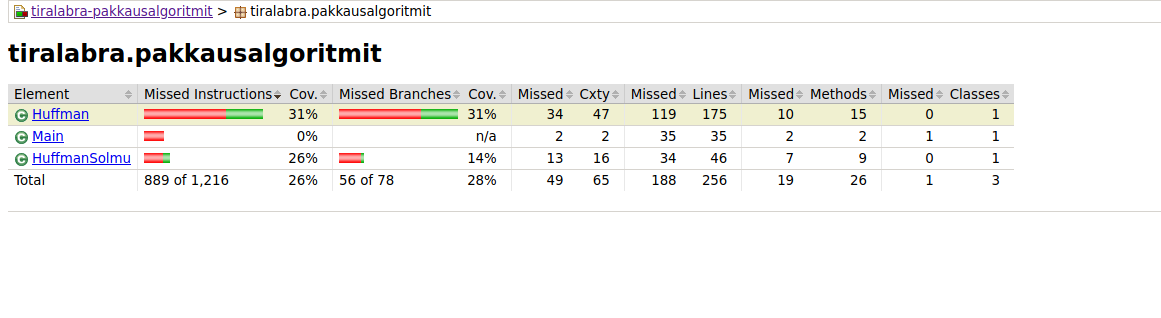 tiralabra-pakkausalgoritmit > tiralabra.pakkausalgoritmit
tiralabra.pakkausalgoritmit
Element Missed Instructions Cov. Missed Branches Cov. Missed Cxty Missed Lines Missed Methods Missed Classes
Huffman 31% 31% 34 47 119 175 10 15 0 1
Main 0% n/a 2 2 35 35 2 2 1 1
HuffmanSolmu 26% 14% 13 16 34 46 7 9 0 1
Total 889 of 1,216 26% 56 of 78 28% 49 65 188 256 19 26 1 3